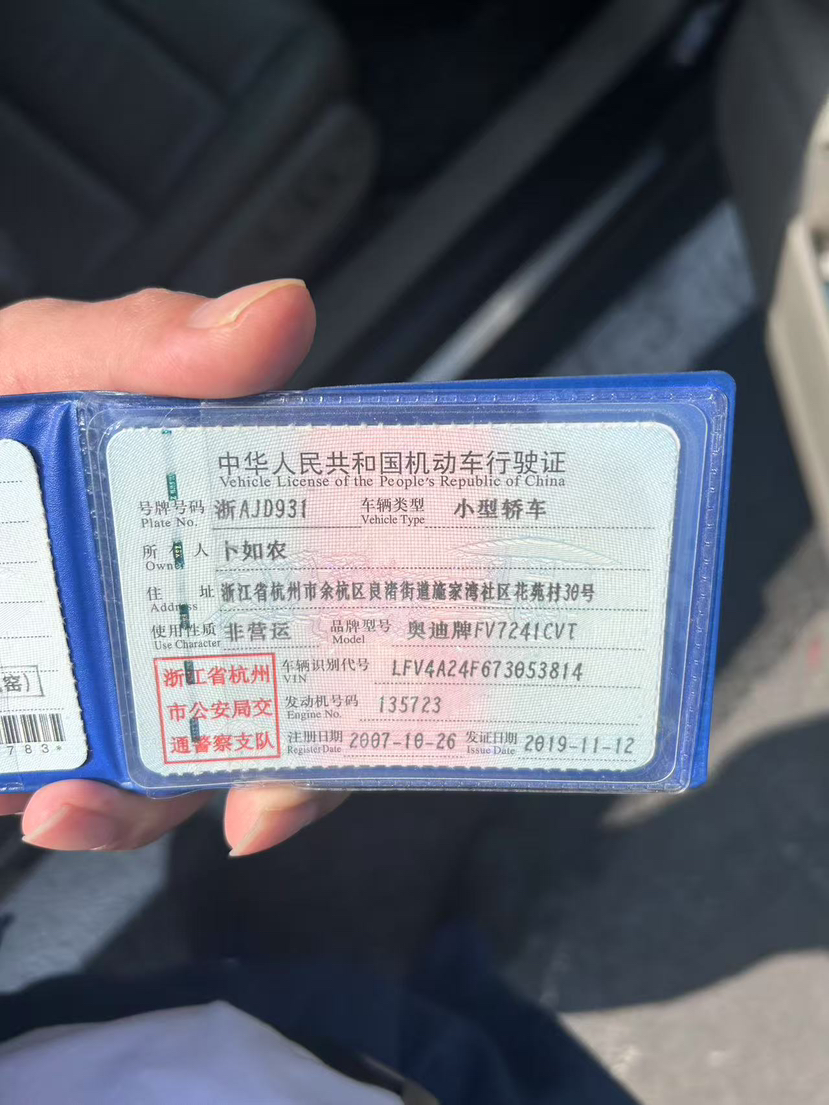 中华人民共和国机动车行驶证
Vehicle License of the People's Republic of China
号牌号码 浙AJD931 车辆类型 小型轿车
Plate No. Vehicle Type
所有人 卜如农
Owner
住址 浙江省杭州市余杭区良渚街道施家湾社区花苑村30号
Address
使用性质 非营运 品牌型号 奥迪牌FV7241CVT
Use Character Model
浙江省杭州
市公安局交
通警察支队
车辆识别代号 LFV4A24F673053814
VIN
发动机号码 135723
Engine No.
注册日期 2007-10-26 发证日期 2019-11-12
Register Date Issue Date
窑)
783*